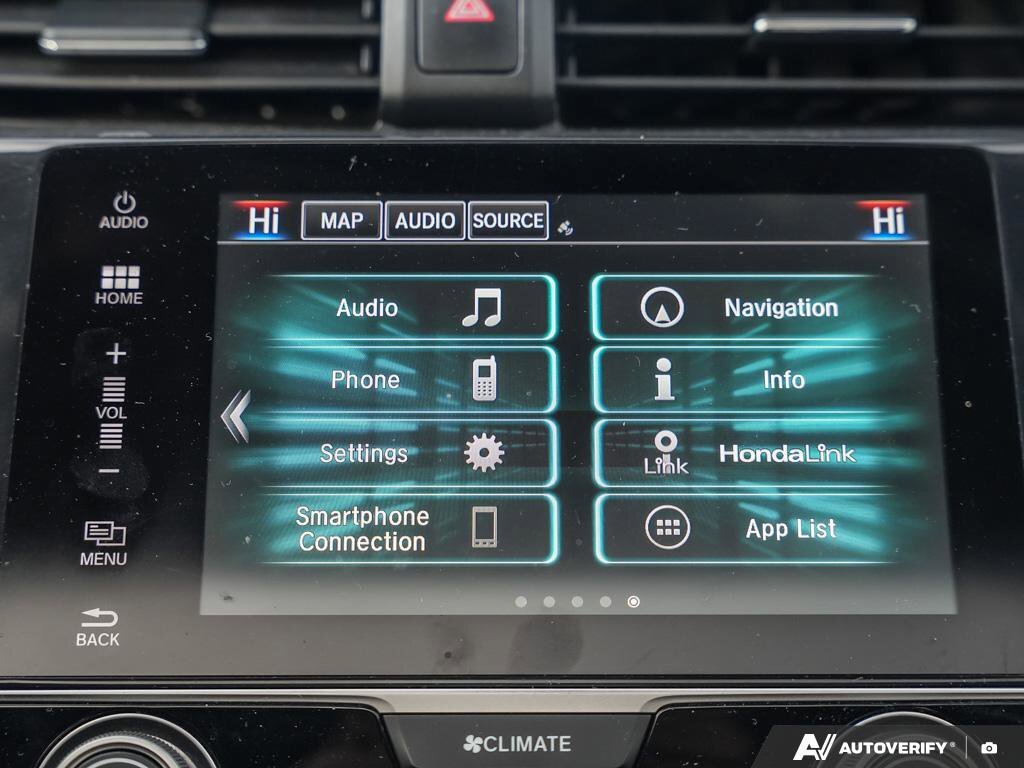 AUDIO
HOME
+
VOL
−
MENU
BACK
Hi MAP AUDIO SOURCE Hi
Audio
Navigation
Phone
Info
Settings
Link HondaLink
Smartphone
Connection
App List
CLIMATE
AV AUTOVERIFY®